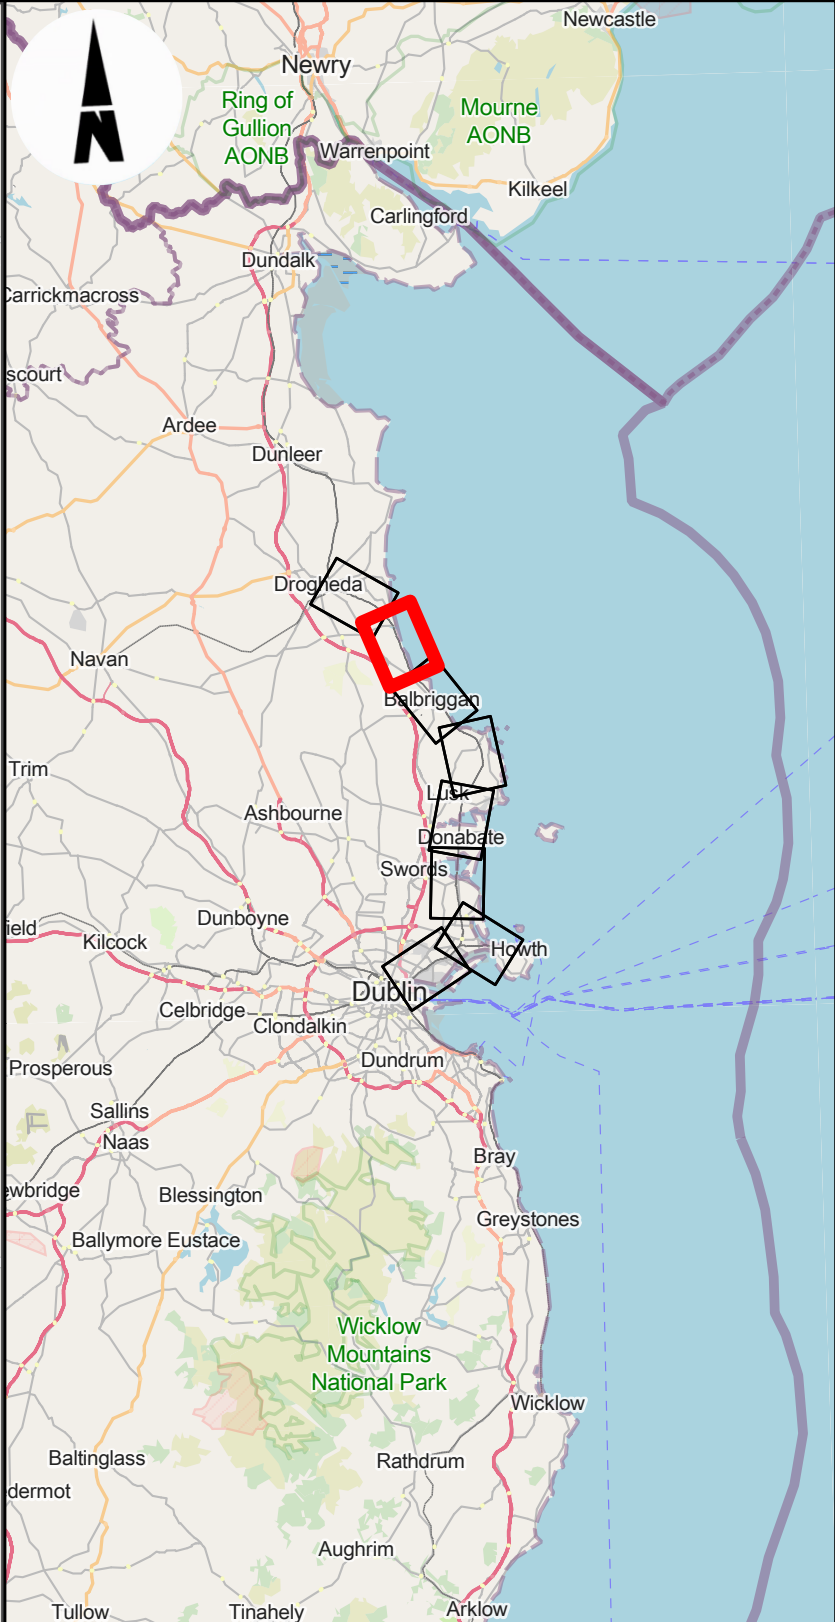 Newcastle
Newry
Ring of
Gullion
AONB
Mourne
AONB
N
Warrenpoint
Kilkeel
Carlingford
Dundalk
Carrickmacross
scourt
Ardee
Dunleer
Drogheda
Navan
Balbriggan
Trim
Lusk
Ashbourne
Donabate
Swords
Dunboyne
ield
Kilcock
Howth
Dublin
Celbridge
Clondalkin
Dundrum
Prosperous
Sallins
Naas
Bray
ewbridge
Blessington
Greystones
Ballymore Eustace
Wicklow
Mountains
National Park
Wicklow
Baltinglass
Rathdrum
dermot
Aughrim
Tullow
Tinahely
Arklow